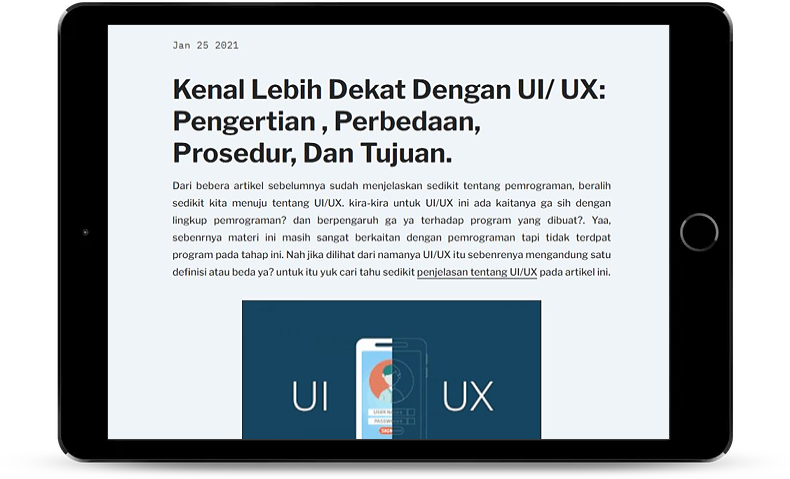 Jan 25 2021
Kenal Lebih Dekat Dengan UI/ UX:
Pengertian , Perbedaan,
Prosedur, Dan Tujuan.
Dari bebera artikel sebelumnya sudah menjelaskan sedikit tentang pemrograman, beralih
sedikit kita menuju tentang UI/UX. kira-kira untuk UI/UX ini ada kaitanya ga sih dengan
lingkup pemrograman? dan berpengaruh ga ya terhadap program yang dibuat?. Yaa,
sebenrnya materi ini masih sangat berkaitan dengan pemrograman tapi tidak terdpat
program pada tahap ini. Nah jika dilihat dari namanya UI/UX itu sebenrenya mengandung satu
definisi atau beda ya? untuk itu yuk cari tahu sedikit penjelasan tentang UI/UX pada artikel ini.
UI
UX
USER NAME
PASSWORD
SIGN